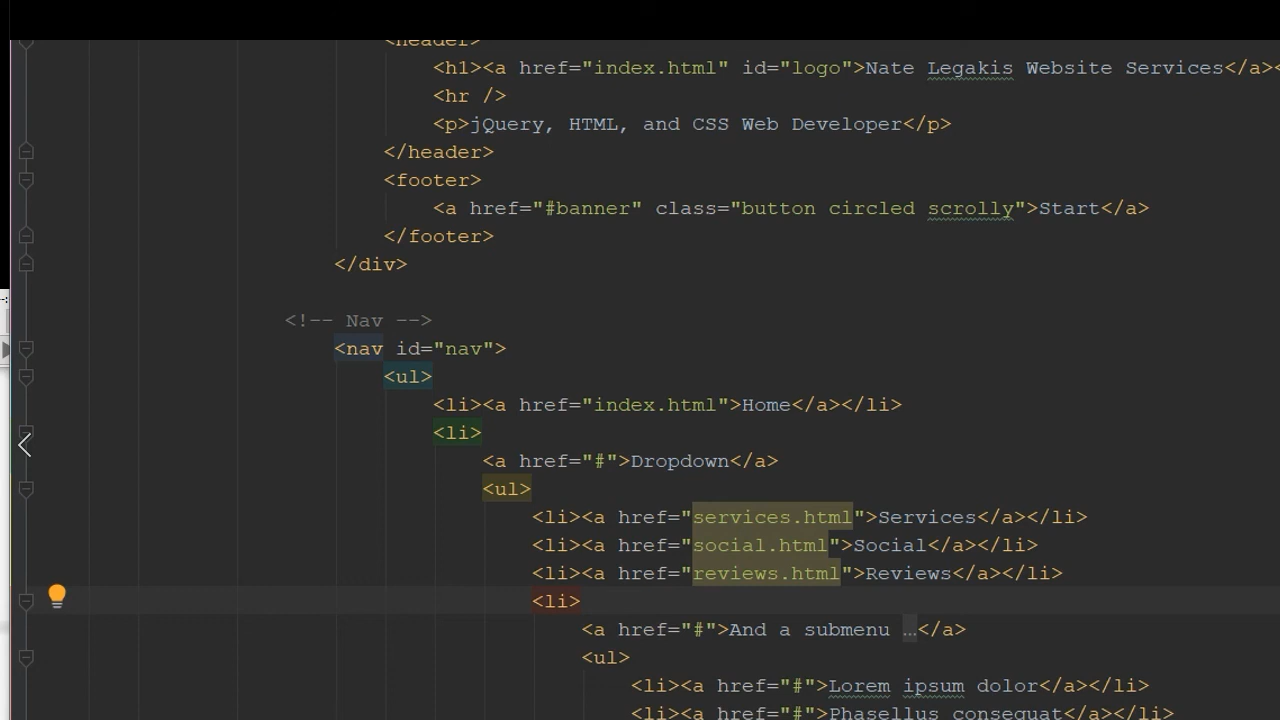 <header>
<h1><a href="index.html" id="logo">Nate Legakis Website Services</a><
<hr />
<p>jQuery, HTML, and CSS Web Developer</p>
</header>
<footer>
<a href="#banner" class="button circled scrolly">Start</a>
</footer>
</div>
<!-- Nav -->
<nav id="nav">
<ul>
<li><a href="index.html">Home</a></li>
<li>
<a href="#">Dropdown</a>
<ul>
<li><a href="services.html">Services</a></li>
<li><a href="social.html">Social</a></li>
<li><a href="reviews.html">Reviews</a></li>
<li>
<a href="#">And a submenu …</a>
<ul>
<li><a href="#">Lorem ipsum dolor</a></li>
<li><a href="#">Phasellus consequat</a></li>